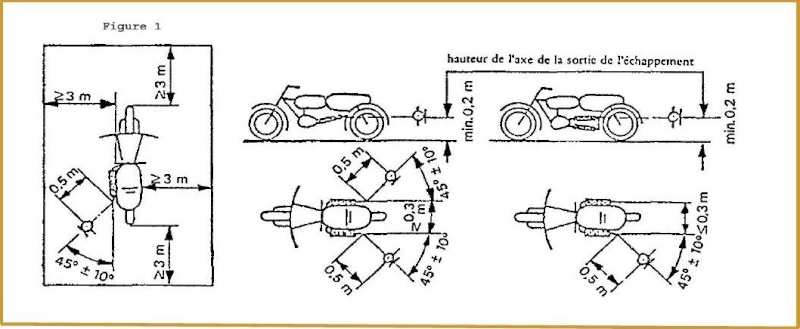 Figure 1
hauteur de l'axe de la sortie de l'échappement
≥3 m
≥3 m
≥3 m
≥3 m
0,5 m
45° ± 10°
min. 0,2 m
min. 0,2 m
0,5 m
45° ± 10°
≥ 0,3 m
0,5 m
45° ± 10°
≤0,3 m
0,5 m
45° ± 10°